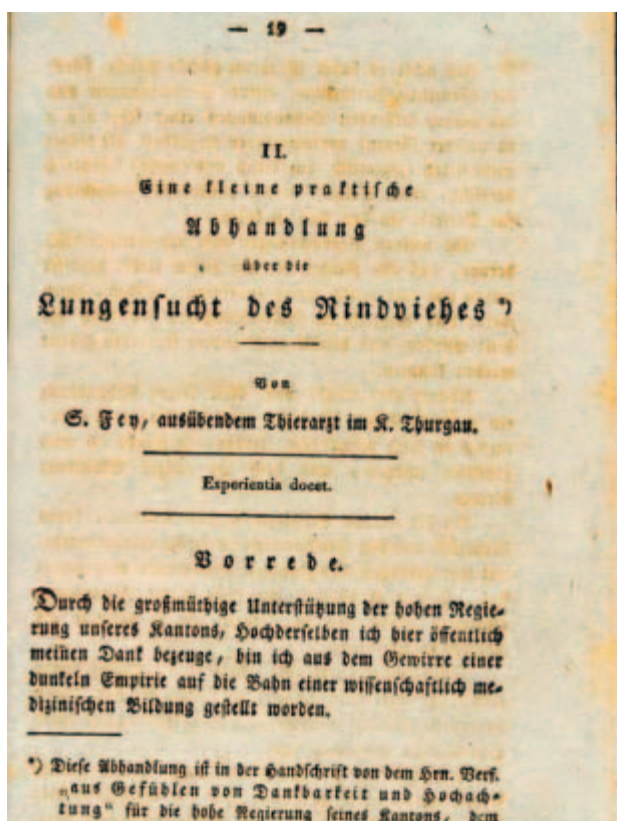 — 19 —
II.
Eine kleine praktische
Abhandlung
über die
Lungensucht des Rindviehes *)
Von
S. Fey, ausübendem Thierarzt im K. Thurgau.
Experientia docet.
Vorrede.
Durch die großmüthige Unterstützung der hohen Regie-
rung unseres Kantons, Hochderselben ich hier öffentlich
meinen Dank bezeuge, bin ich aus dem Gewirre einer
dunkeln Empirie auf die Bahn einer wissenschaftlich me-
dizinischen Bildung gestellt worden.
*) Diese Abhandlung ist in der Handschrift von dem Hrn. Verf.
„aus Gefühlen von Dankbarkeit und Hochach-
tung“ für die hohe Regierung seines Kantons, dem